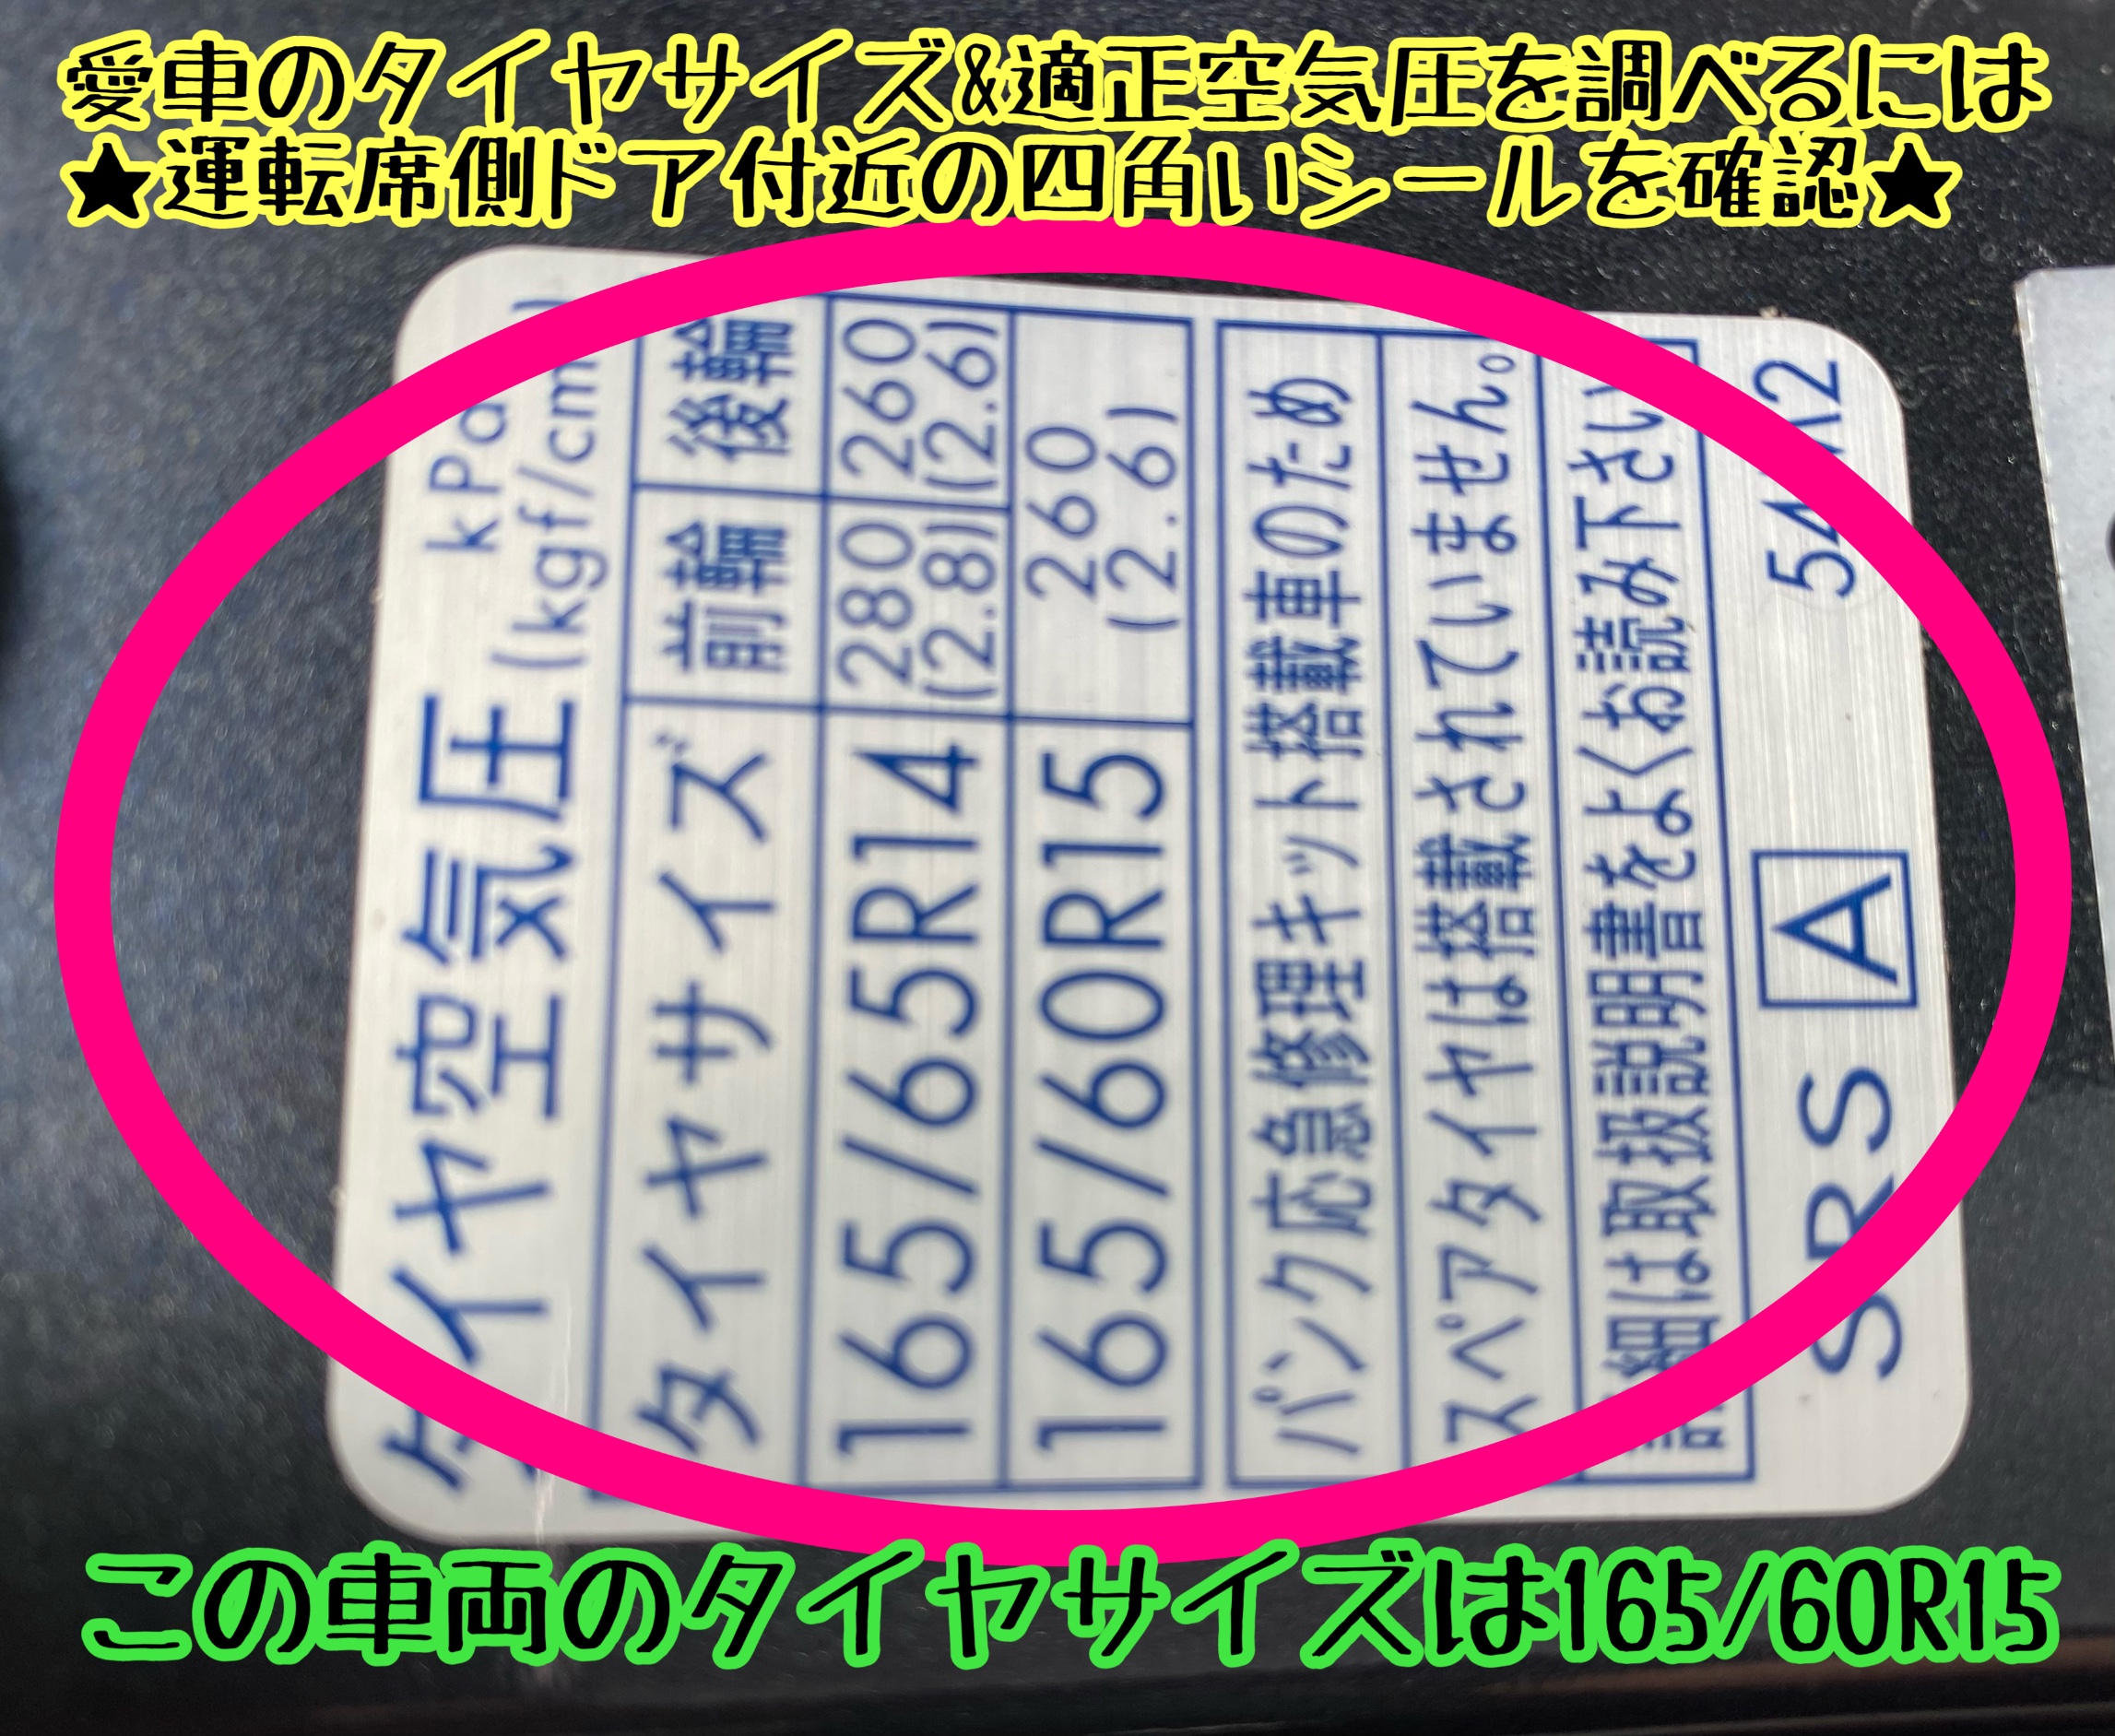 愛車のタイヤサイズ&適正空気圧を調べるには
★運転席側ドア付近の四角いシールを確認★
タイヤ空気圧 kPa
(kgf/cm
タイヤサイズ 前輪 後輪
165/65R14 280 (2.8) 260 (2.6)
165/60R15 260 (2.6)
パンク応急修理キット搭載車のため
スペアタイヤは搭載されていません。
詳細は取扱説明書をよくお読み下さい
SRS A
この車両のタイヤサイズは165/60R15